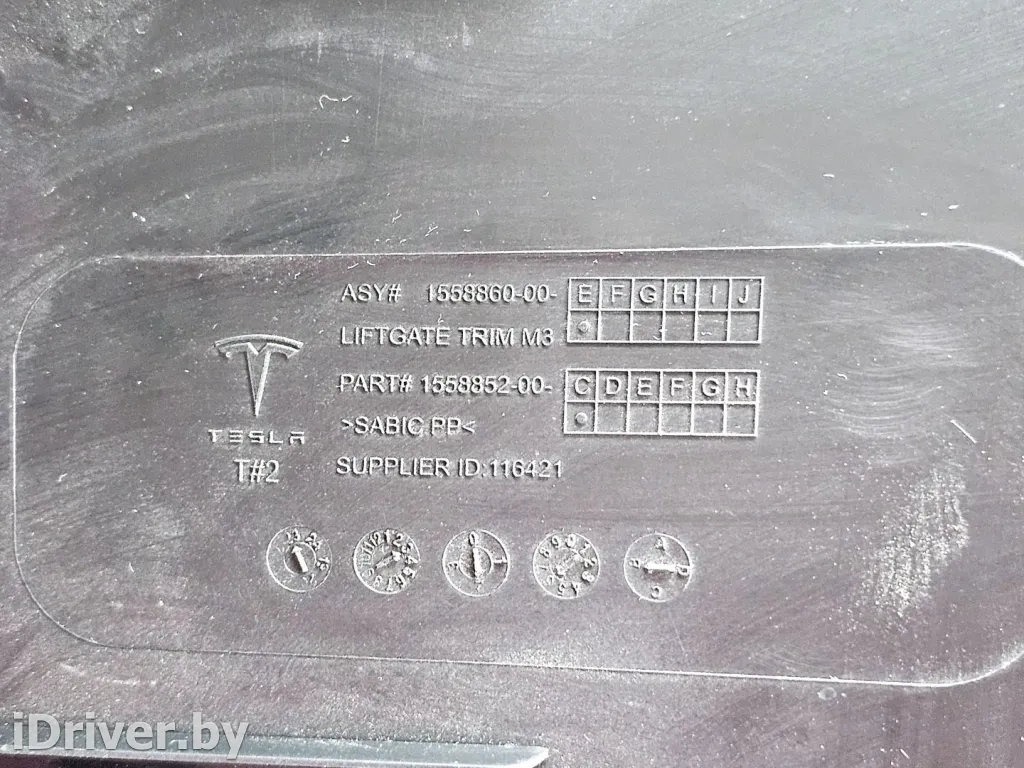 ASY# 1558860-00- E F G H I J
LIFTGATE TRIM M3
PART# 1558852-00- C D E F G H
>SABIC PP<
SUPPLIER ID:116421
TESLA
T#2
iDriver.by